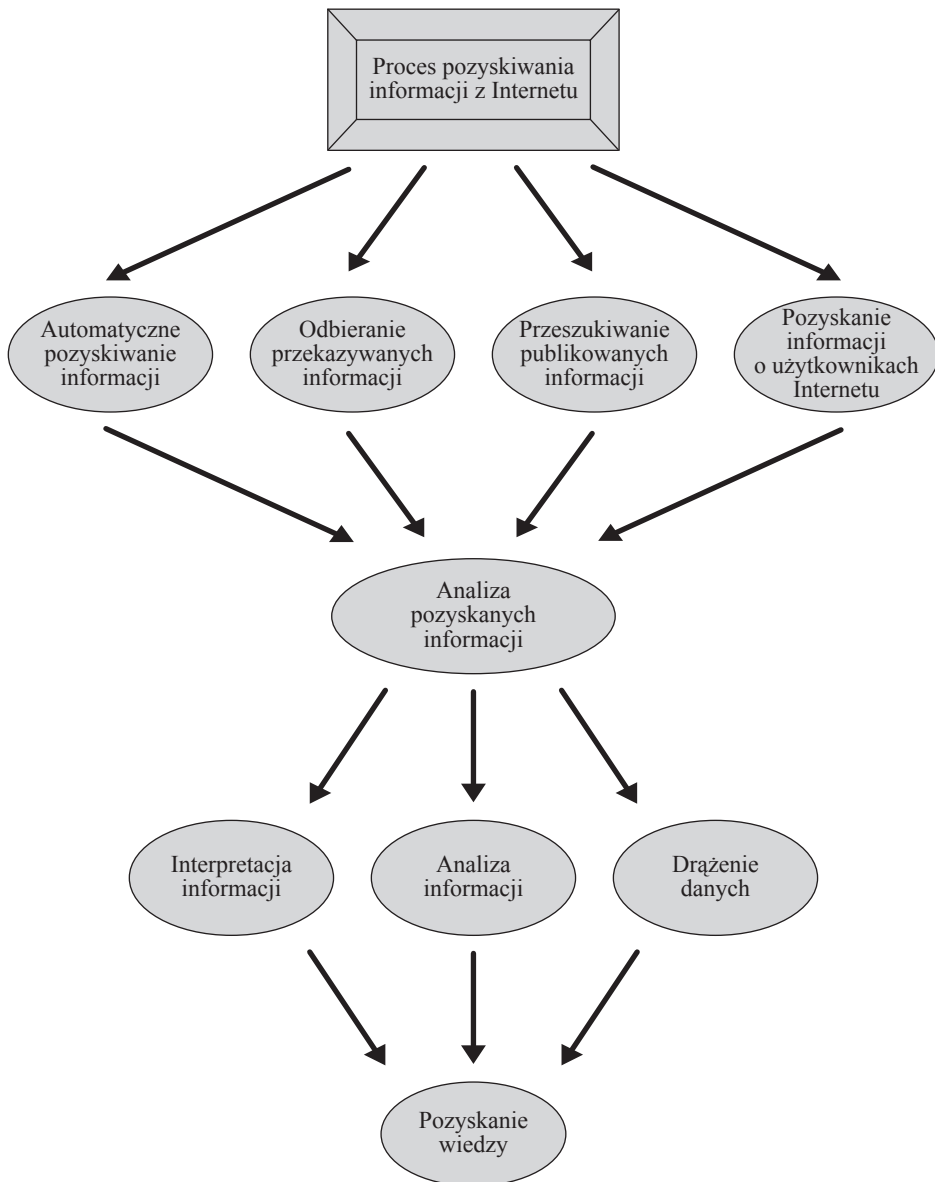 Proces pozyskiwania
informacji z Internetu
Automatyczne
pozyskiwanie
informacji
Odbieranie
przekazywanych
informacji
Przeszukiwanie
publikowanych
informacji
Pozyskanie
informacji
o użytkownikach
Internetu
Analiza
pozyskanych
informacji
Interpretacja
informacji
Analiza
informacji
Drążenie
danych
Pozyskanie
wiedzy